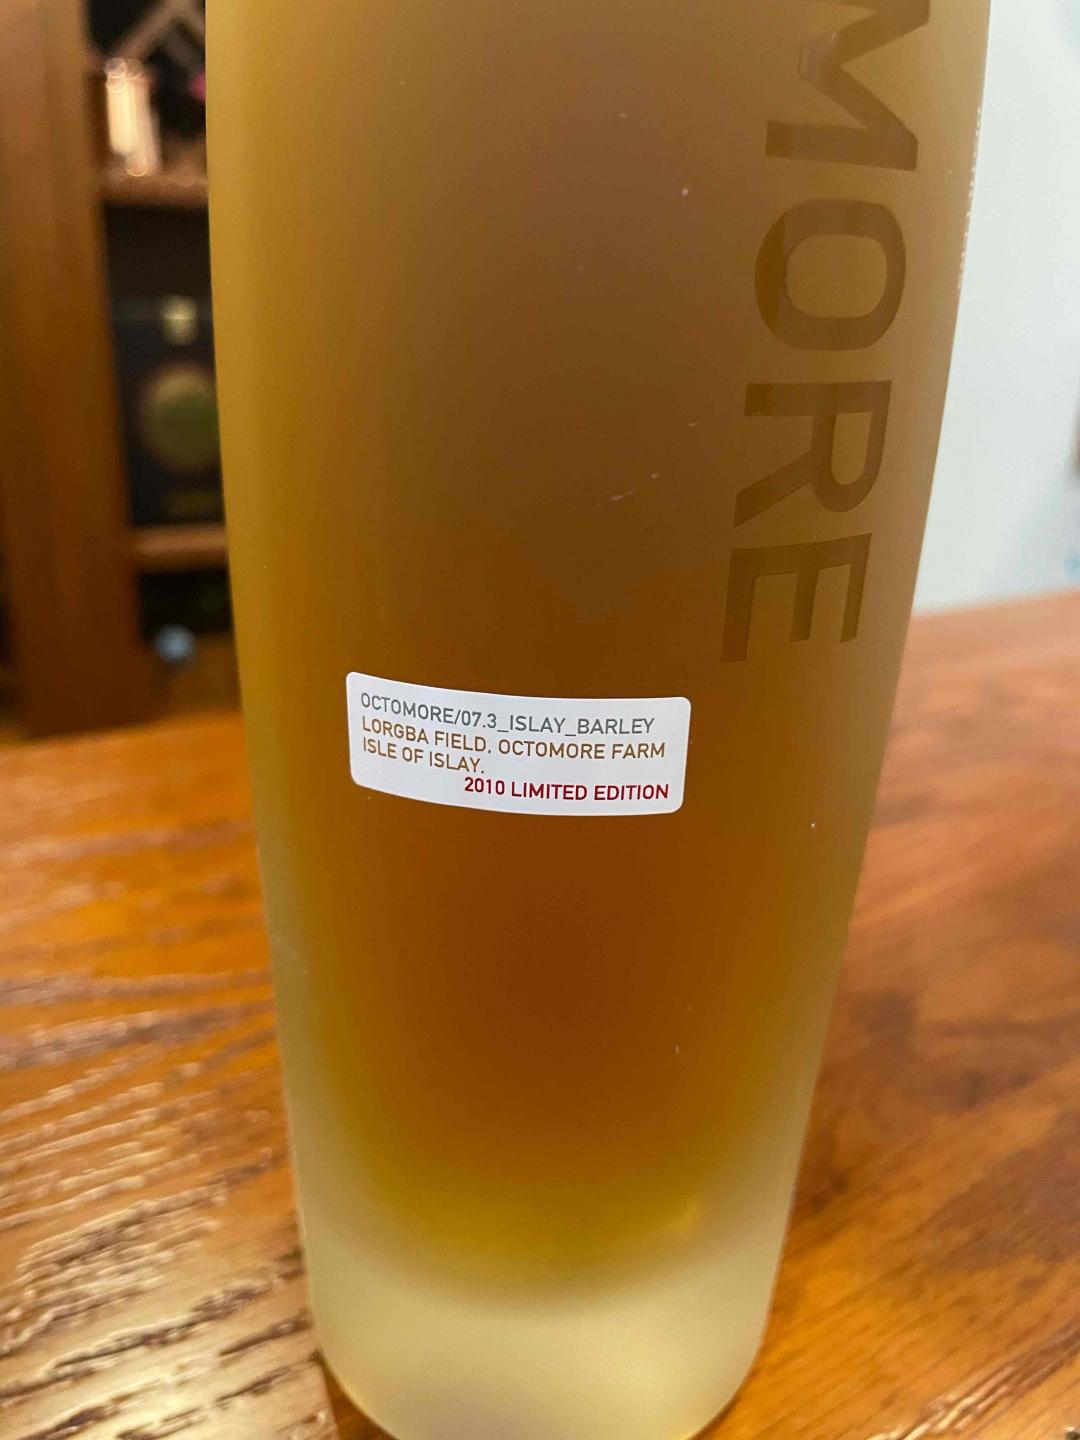 MORE
OCTOMORE/07.3_ISLAY_BARLEY
LORGBA FIELD, OCTOMORE FARM
ISLE OF ISLAY.
2010 LIMITED EDITION